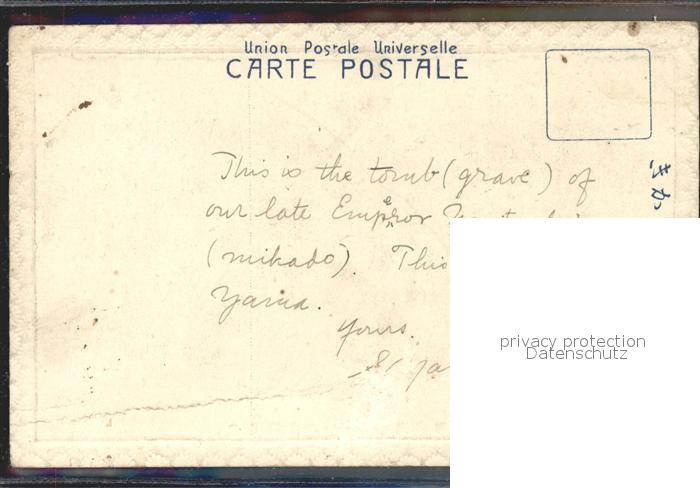 Union Postale Universelle
CARTE POSTALE
This is the tomb (grave) of
our late Emperor
(mikado). This
yama.
Yours.
privacy protection
Datenschutz